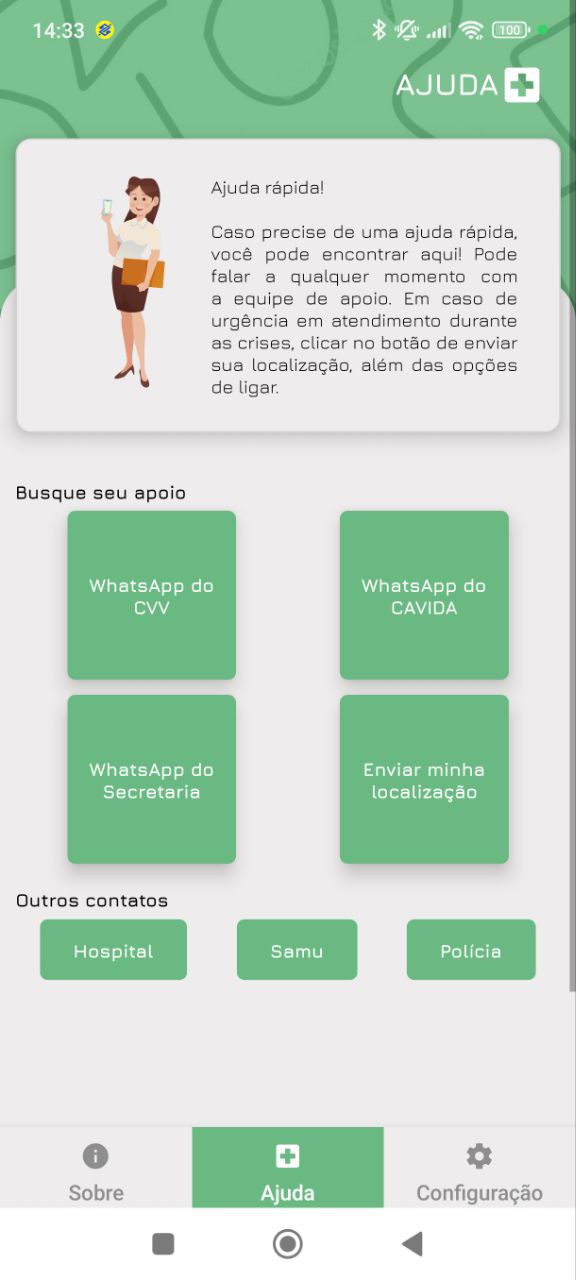 14:33
100
AJUDA
Ajuda rápida!
Caso precise de uma ajuda rápida,
você pode encontrar aqui! Pode
falar a qualquer momento com
a equipe de apoio. Em caso de
urgência em atendimento durante
as crises, clicar no botão de enviar
sua localização, além das opções
de ligar.
Busque seu apoio
WhatsApp do
CVV
WhatsApp do
CAVIDA
WhatsApp do
Secretaria
Enviar minha
localização
Outros contatos
Hospital
Samu
Polícia
Sobre
Ajuda
Configuração